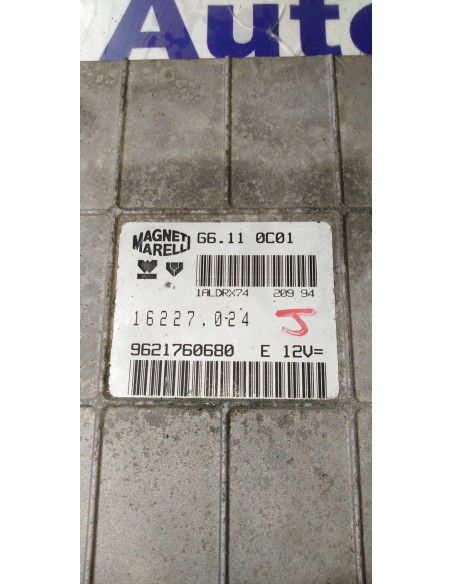 Auto
MAGNETI
MARELLI
G6.11 0C01
1ALDRX74 209 94
16227.024
J
9621760680 E 12V=